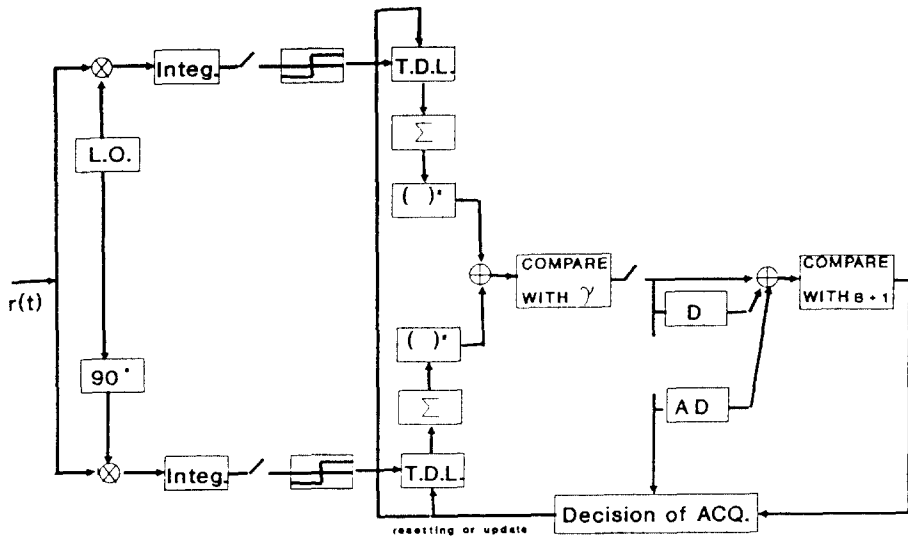 Integ.
T.D.L.
Σ
L.O.
( )²
r(t)
COMPARE
WITH γ
COMPARE
WITH B + 1
D
( )²
90°
Σ
A D
Integ.
T.D.L.
Decision of ACQ.
resetting or update